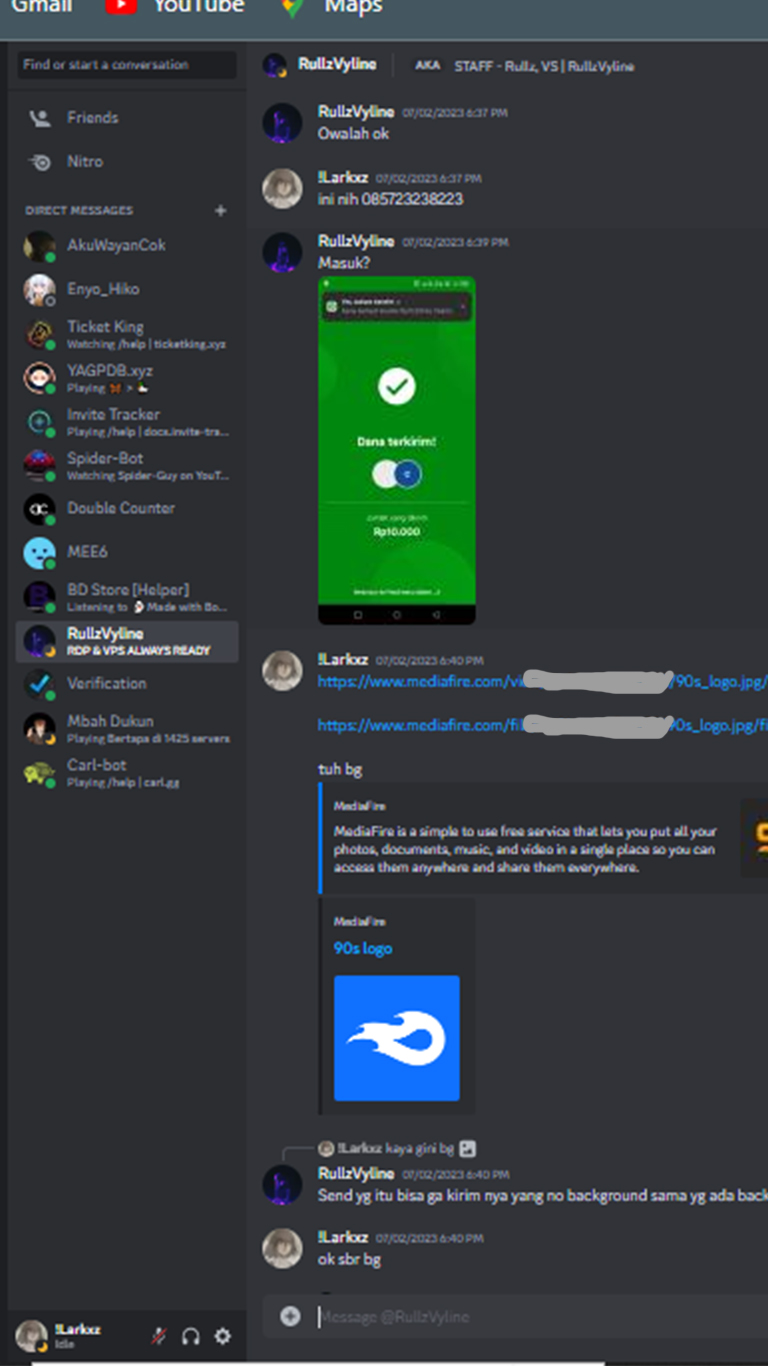 Gmail
YouTube
Maps
Find or start a conversation
RullzVyline
AKA
STAFF - Rullz, VS | RullzVyline
Friends
Nitro
DIRECT MESSAGES
AkuWayanCok
Enyo_Hiko
Ticket King
Watching /help | ticketking.xyz
YAGPDB.xyz
Playing
Invite Tracker
Playing /help | docs.invite-tra...
Spider-Bot
Watching Spider-Guy on YouT...
Double Counter
MEE6
BD Store [Helper]
Listening to Made with Bo...
RullzVyline
RDP & VPS ALWAYS READY
Verification
Mbah Dukun
Playing Bertapa di 1425 servers
Carl-bot
Playing /help | carl.gg
!Larkxz
Idle
RullzVyline 07/02/2023 6:37 PM
Owalah ok
!Larkxz 07/02/2023 6:37 PM
ini nih 085723238223
RullzVyline 07/02/2023 6:39 PM
Masuk?
Dana terkirim!
Rp10.000
!Larkxz 07/02/2023 6:40 PM
https://www.mediafire.com/vi /90s_logo.jpg/
https://www.mediafire.com/fil 90s_logo.jpg/fi
tuh bg
MediaFire
MediaFire is a simple to use free service that lets you put all your
photos, documents, music, and video in a single place so you can
access them anywhere and share them everywhere.
MediaFire
90s logo
!Larkxz kaya gini bg
RullzVyline 07/02/2023 6:40 PM
Send yg itu bisa ga kirim nya yang no background sama yg ada back
!Larkxz 07/02/2023 6:40 PM
ok sbr bg
Message @RullzVyline